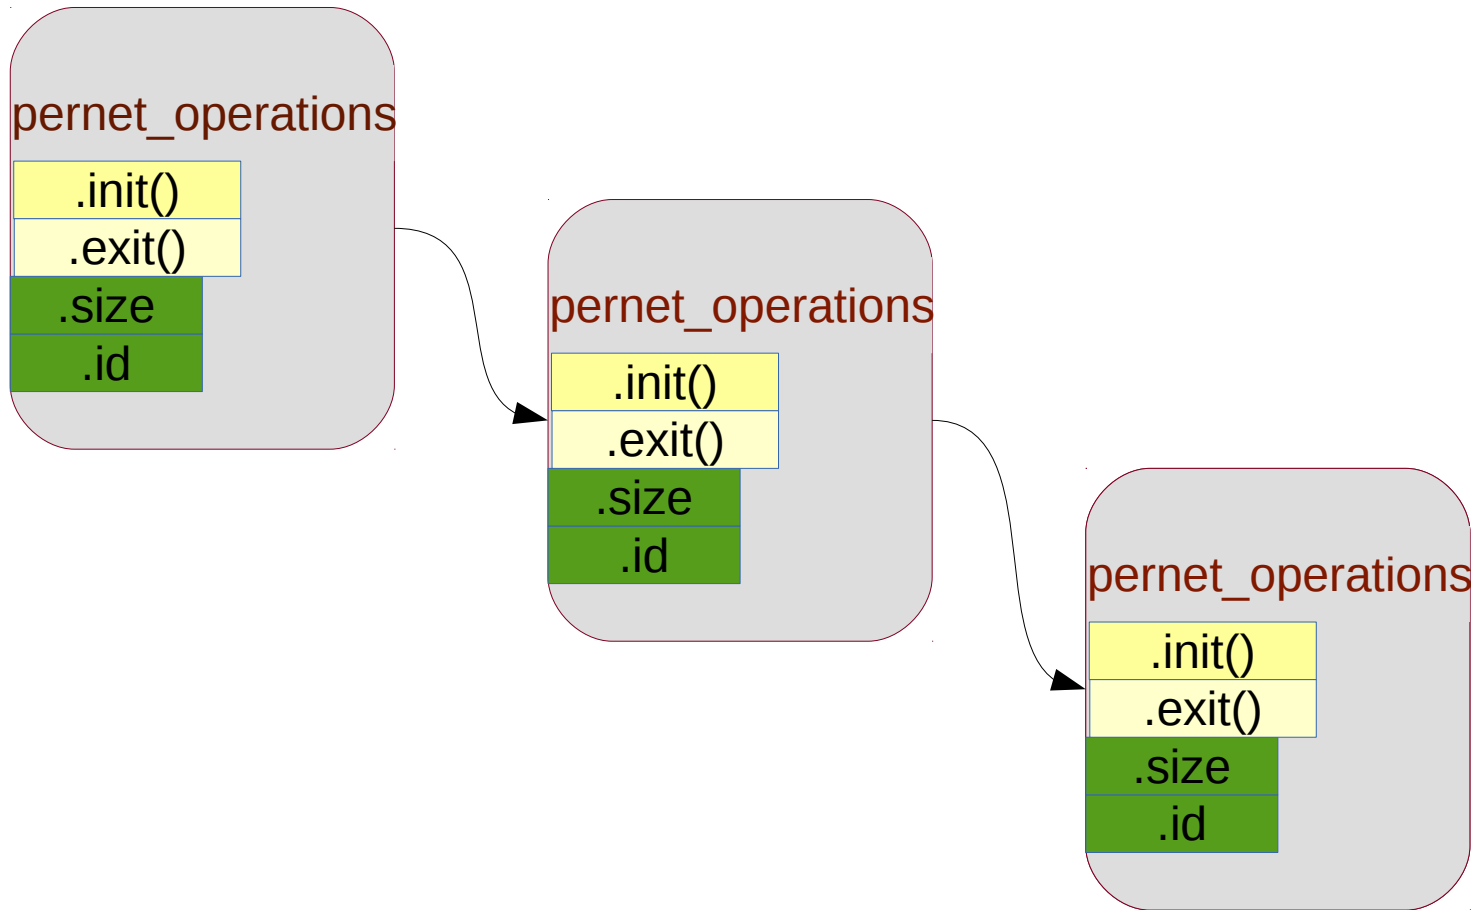 pernet_operations
.init()
.exit()
.size
.id
pernet_operations
.init()
.exit()
.size
.id
pernet_operations
.init()
.exit()
.size
.id